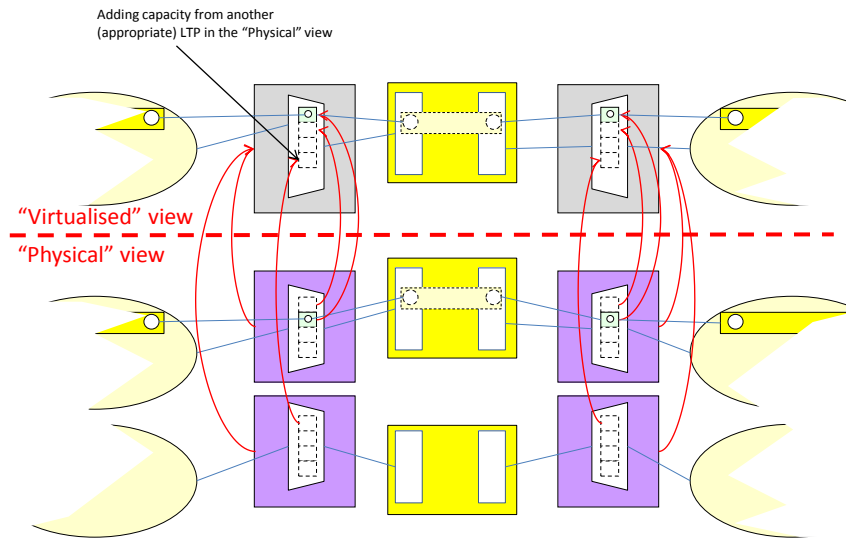 Adding capacity from another
(appropriate) LTP in the “Physical” view
“Virtualised” view
“Physical” view